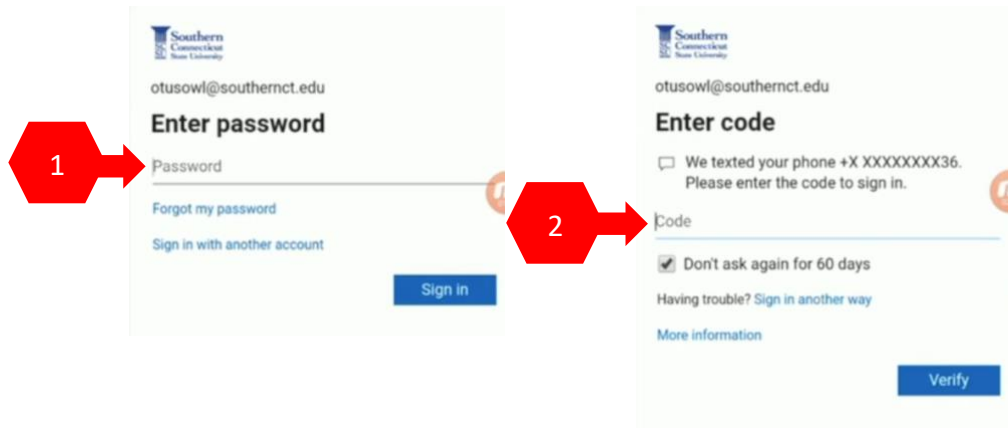 Southern
Connecticut
State University
otusowl@southernct.edu
Enter password
1
Password
Forgot my password
Sign in with another account
Sign in
Southern
Connecticut
State University
otusowl@southernct.edu
Enter code
We texted your phone +X XXXXXXXX36.
Please enter the code to sign in.
2
Code
Don't ask again for 60 days
Having trouble? Sign in another way
More information
Verify